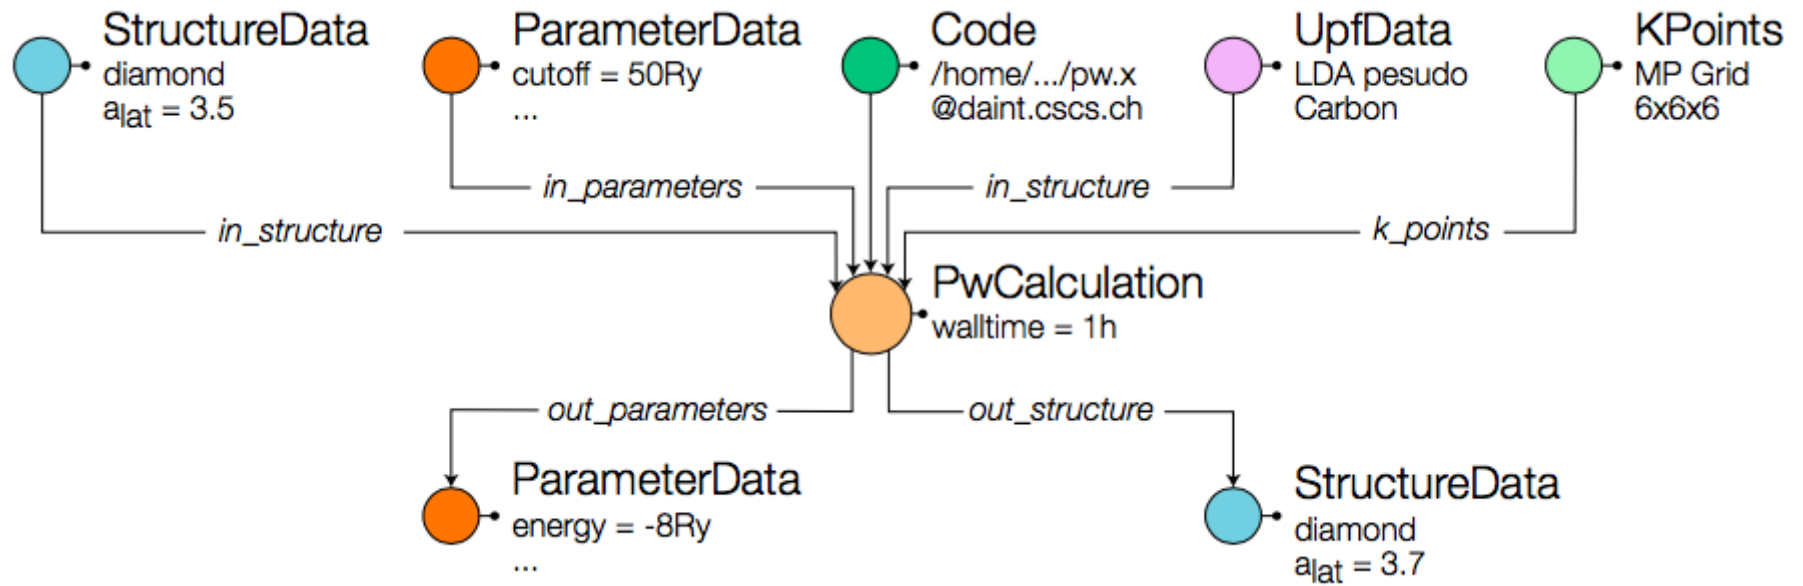 StructureData
diamond
alat = 3.5
ParameterData
cutoff = 50Ry
...
Code
/home/.../pw.x
@daint.cscs.ch
UpfData
LDA pesudo
Carbon
KPoints
MP Grid
6x6x6
in_parameters
in_structure
in_structure
k_points
PwCalculation
walltime = 1h
out_parameters
out_structure
ParameterData
energy = -8Ry
...
StructureData
diamond
alat = 3.7